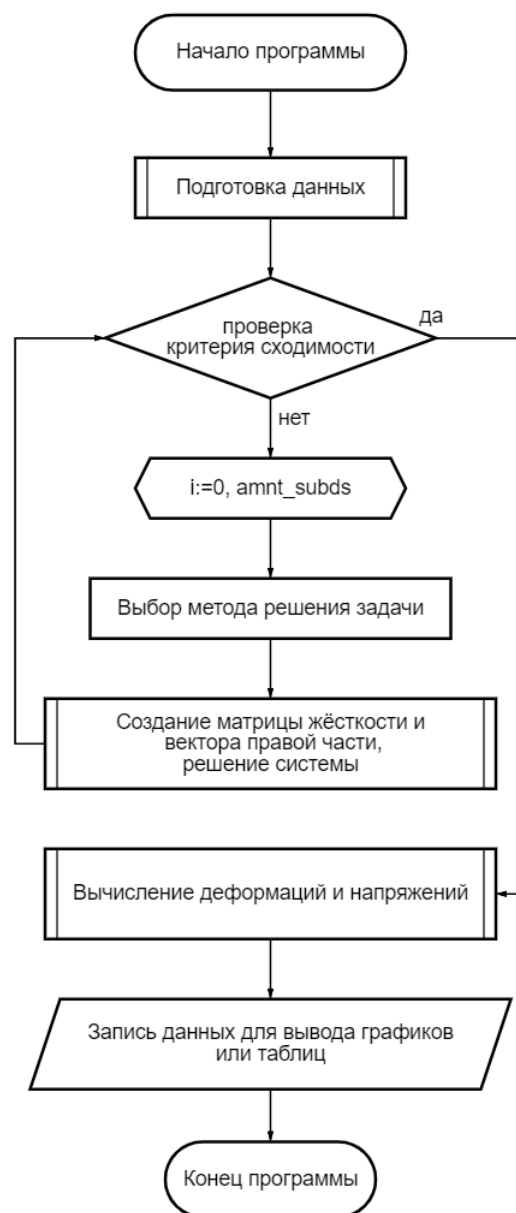 Начало программы
Подготовка данных
да
проверка
критерия сходимости
нет
i:=0, amnt_subds
Выбор метода решения задачи
Создание матрицы жёсткости и
вектора правой части,
решение системы
Вычисление деформаций и напряжений
Запись данных для вывода графиков
или таблиц
Конец программы